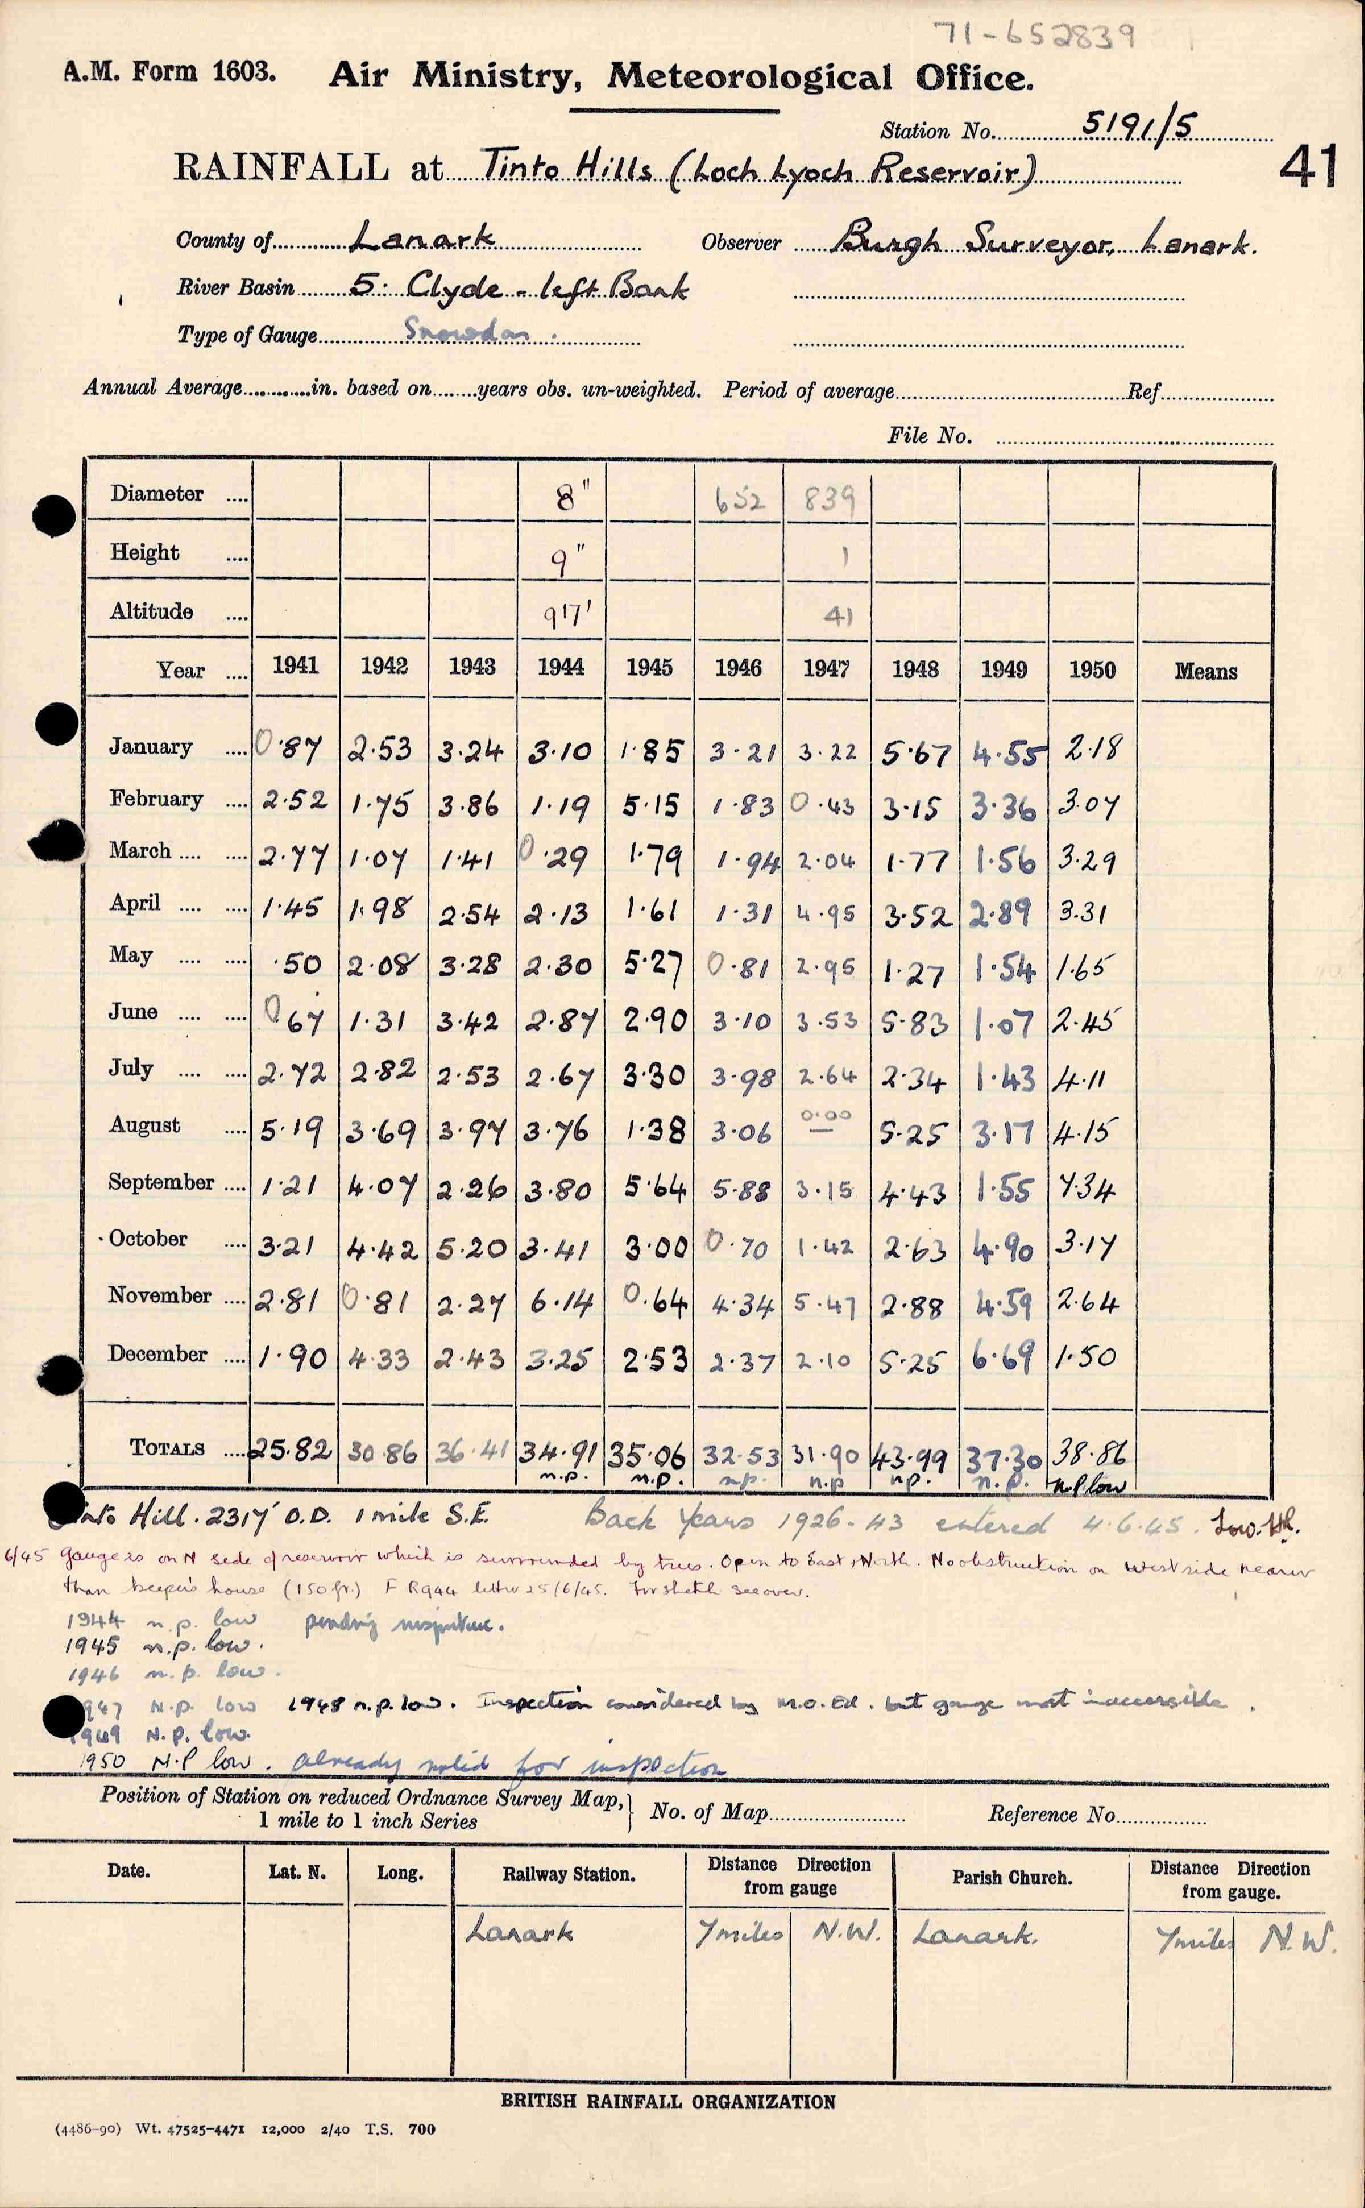 71-652839
A.M. Form 1603. Air Ministry, Meteorological Office.
Station No. 5191/5
RAINFALL at Tinto Hills (Loch Lyoch Reservoir) 41
County of Lanark Observer Burgh Surveyor, Lanark.
River Basin 5. Clyde - left Bank
Type of Gauge Snowdon.
Annual Average in. based on years obs. un-weighted. Period of average Ref
File No.
Diameter 8" 652 839
Height 9" 1
Altitude 917' 41
Year 1941 1942 1943 1944 1945 1946 1947 1948 1949 1950 Means
January 0.87 2.53 3.24 3.10 1.85 3.21 3.22 5.67 4.55 2.18
February 2.52 1.75 3.86 1.19 5.15 1.83 0.43 3.15 3.36 3.07
March 2.77 1.07 1.41 0.29 1.79 1.94 2.04 1.77 1.56 3.29
April 1.45 1.98 2.54 2.13 1.61 1.31 4.95 3.52 2.89 3.31
May .50 2.08 3.28 2.30 5.27 0.81 2.95 1.27 1.54 1.65
June 0.67 1.31 3.42 2.87 2.90 3.10 3.53 5.83 1.07 2.45
July 2.72 2.82 2.53 2.67 3.30 3.98 2.64 2.34 1.43 4.11
August 5.19 3.69 3.97 3.76 1.38 3.06 0.00 — 5.25 3.17 4.15
September 1.21 4.07 2.26 3.80 5.64 5.88 3.15 4.43 1.55 7.34
October 3.21 4.42 5.20 3.41 3.00 0.70 1.42 2.63 4.90 3.17
November 2.81 0.81 2.27 6.14 0.64 4.34 5.47 2.88 4.59 2.64
December 1.90 4.33 2.43 3.25 2.53 2.37 2.10 5.25 6.69 1.50
TOTALS 25.82 30.86 36.41 34.91 35.06 32.53 31.90 43.99 37.30 38.86
n.p. n.p. n.p. n.p n.p. n.p. n.p low
Tinto Hill. 2317' O.D. 1 mile S.E. Back Years 1926-43 entered 4.6.45.
6/45 Gauge is on N side of reservoir which is surrounded by trees. Open to East & North. No obstruction on West side nearer
than keeper's house (150 ft.) letter 25/6/45. For sketch see over.
1944 n.p. low pending inspection.
1945 n.p. low.
1946 n.p. low.
1947 N.p. low 1948 n.p. low. Inspection considered by M.O. Ed. but gauge most inaccessible.
1949 N.P. low.
1950 N.P low. already noted for inspection
Position of Station on reduced Ordnance Survey Map, No. of Map Reference No.
1 mile to 1 inch Series
Date. Lat. N. Long. Railway Station. Distance Direction from gauge Parish Church. Distance Direction from gauge.
Lanark 7 miles N.W. Lanark. 7 miles N.W.
BRITISH RAINFALL ORGANIZATION
(4486-90) Wt. 47525-4471 12,000 2/40 T.S. 700